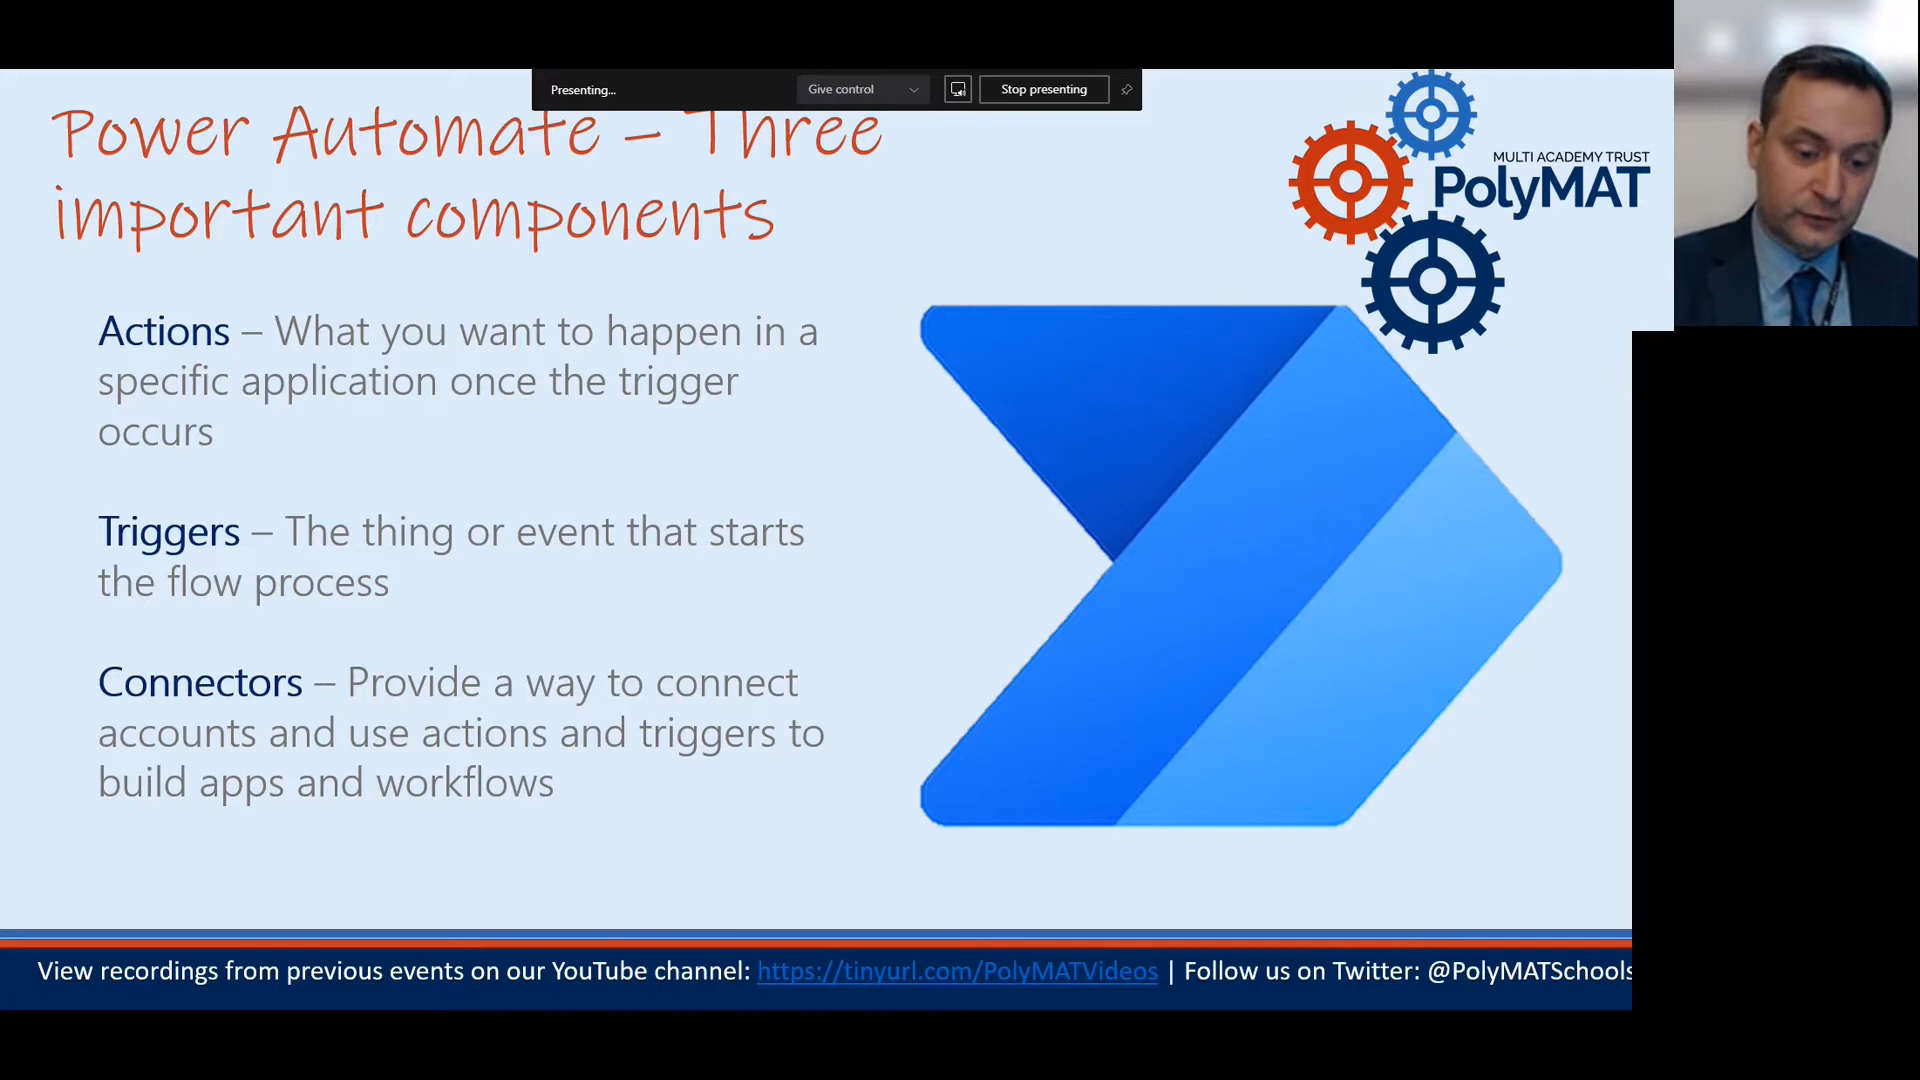 Presenting...
Give control
Stop presenting
Power Automate – Three
important components
MULTI ACADEMY TRUST
PolyMAT
Actions – What you want to happen in a
specific application once the trigger
occurs
Triggers – The thing or event that starts
the flow process
Connectors – Provide a way to connect
accounts and use actions and triggers to
build apps and workflows
View recordings from previous events on our YouTube channel: https://tinyurl.com/PolyMATVideos | Follow us on Twitter: @PolyMATSchools